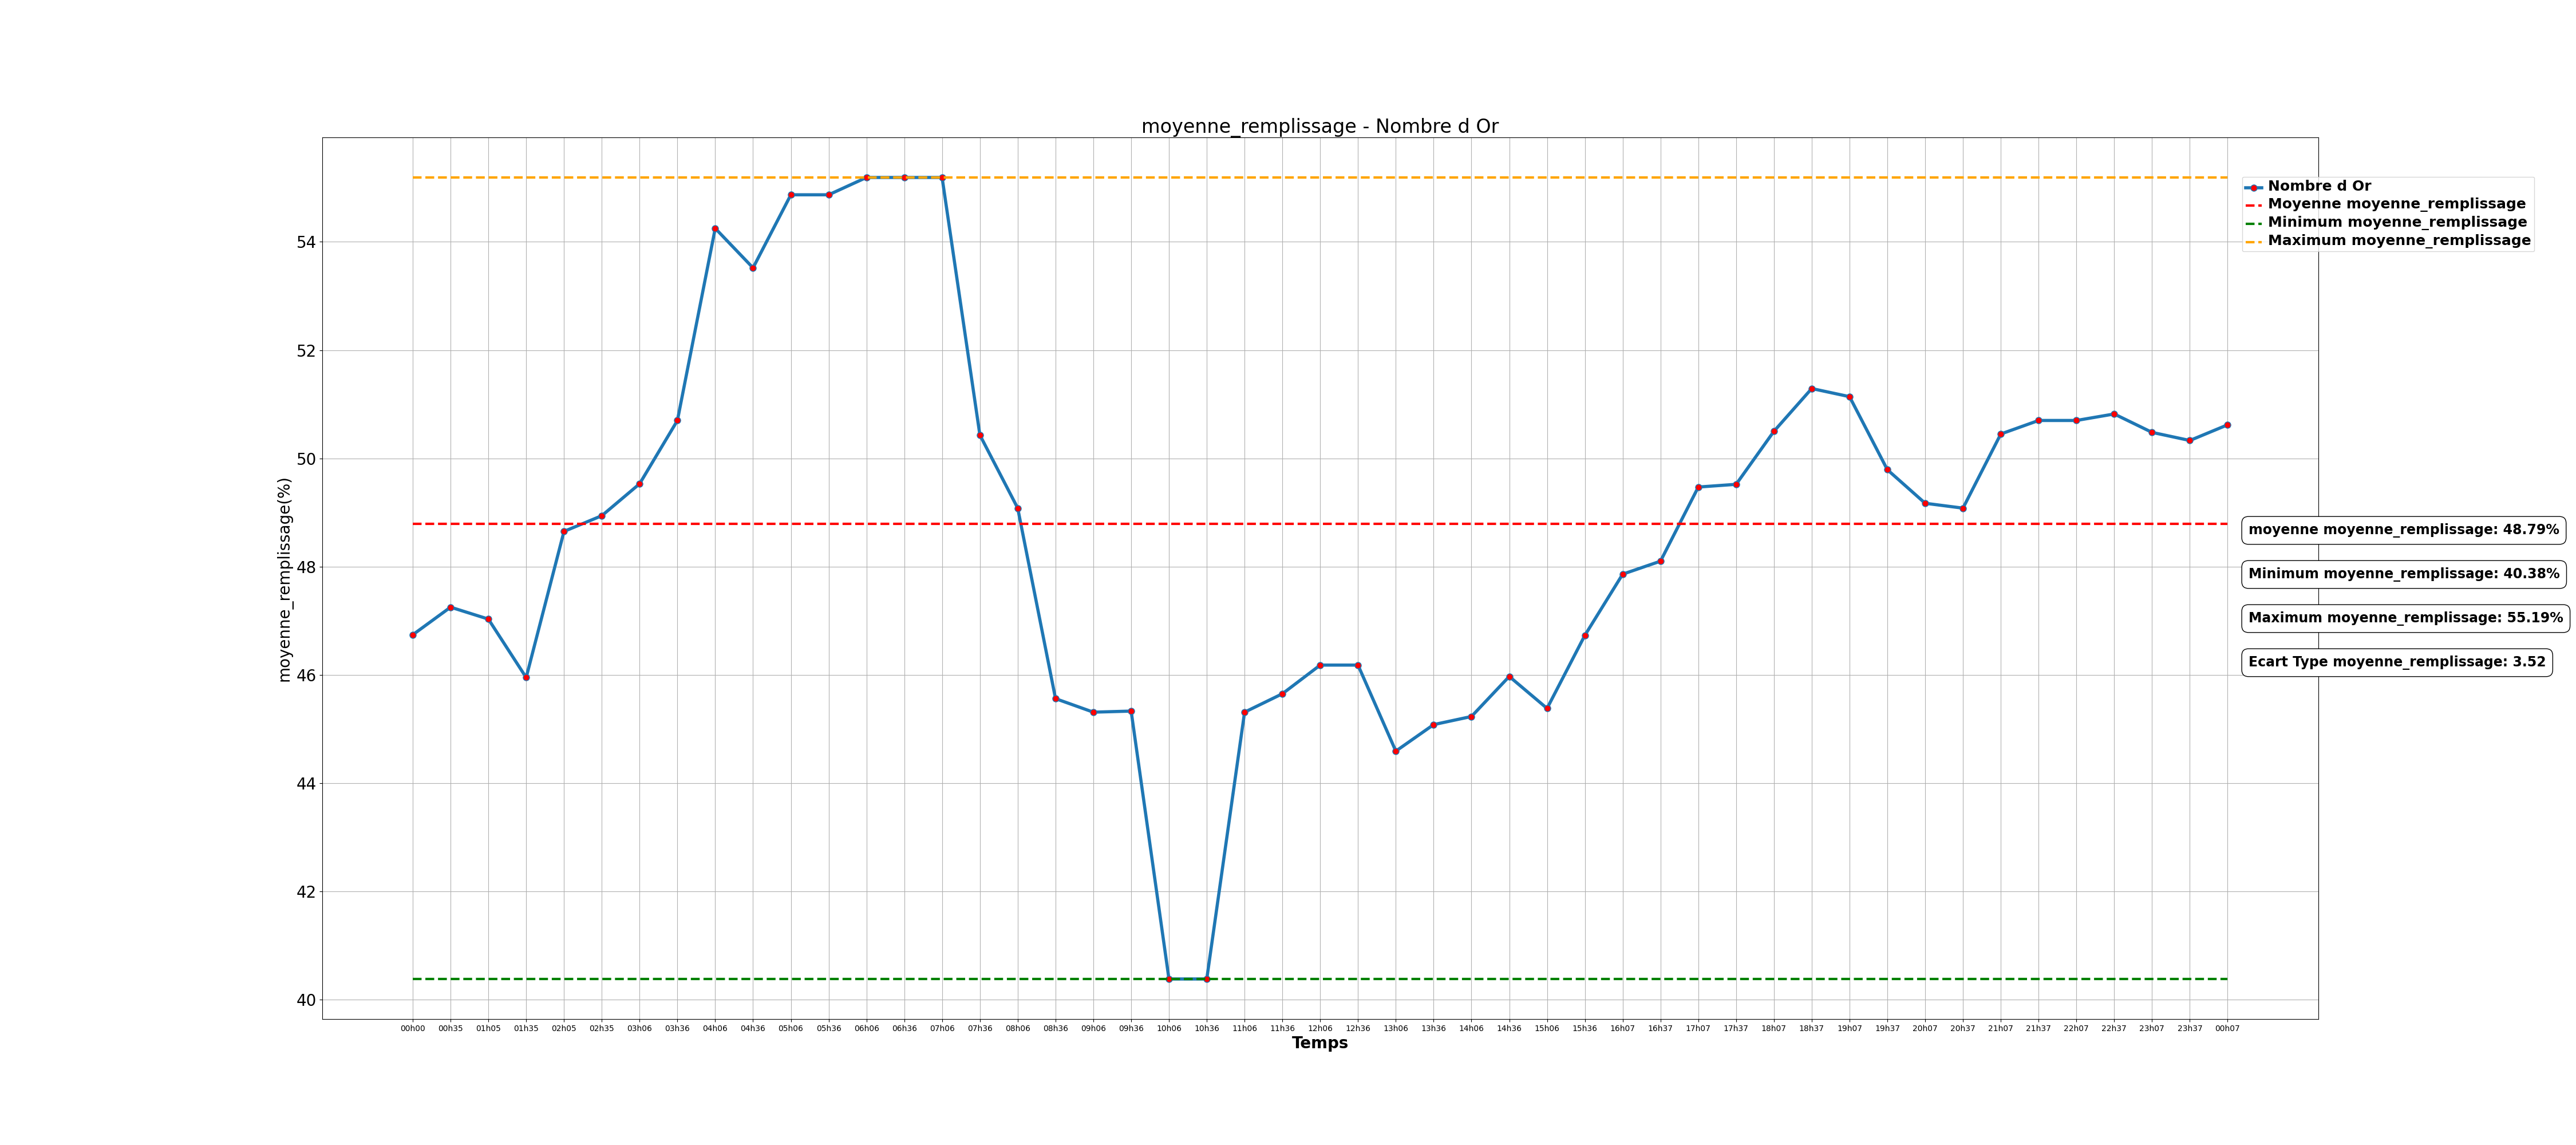 moyenne_remplissage - Nombre d Or
Nombre d Or
Moyenne moyenne_remplissage
Minimum moyenne_remplissage
Maximum moyenne_remplissage
54
52
50
48
46
44
42
40
moyenne_remplissage(%)
moyenne moyenne_remplissage: 48.79%
Minimum moyenne_remplissage: 40.38%
Maximum moyenne_remplissage: 55.19%
Ecart Type moyenne_remplissage: 3.52
00h00 00h35 01h05 01h35 02h05 02h35 03h06 03h36 04h06 04h36 05h06 05h36 06h06 06h36 07h06 07h36 08h06 08h36 09h06 09h36 10h06 10h36 11h06 11h36 12h06 12h36 13h06 13h36 14h06 14h36 15h06 15h36 16h07 16h37 17h07 17h37 18h07 18h37 19h07 19h37 20h07 20h37 21h07 21h37 22h07 22h37 23h07 23h37 00h07
Temps